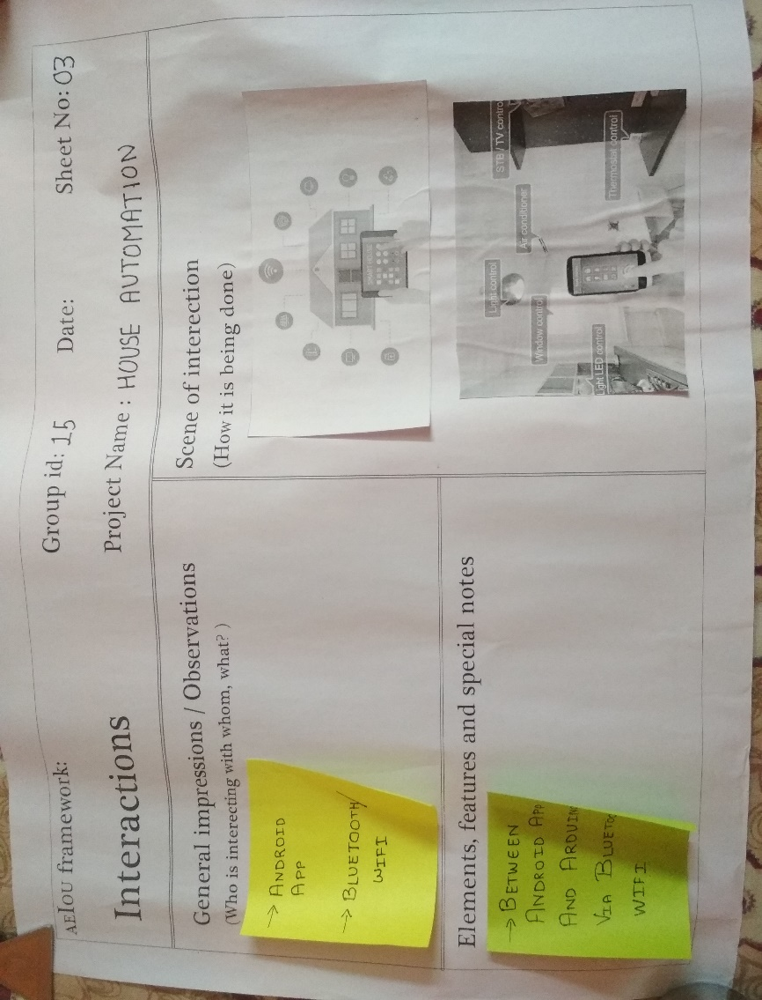 AEIOU framework: Group id: 15 Date: Sheet No: 03
Interactions Project Name : HOUSE AUTOMATION
General impressions / Observations
(Who is interecting with whom, what? )
→ ANDROID
APP
→ BLUETOOTH/
WIFI
Scene of interection
(How it is being done)
Light control
Air conditioner
STB / TV contro
Window control
Thermostat control
Light LED control
Elements, features and special notes
→ BETWEEN
ANDROID APP
AND ARDUIN
VIA BLUETO
WIFI